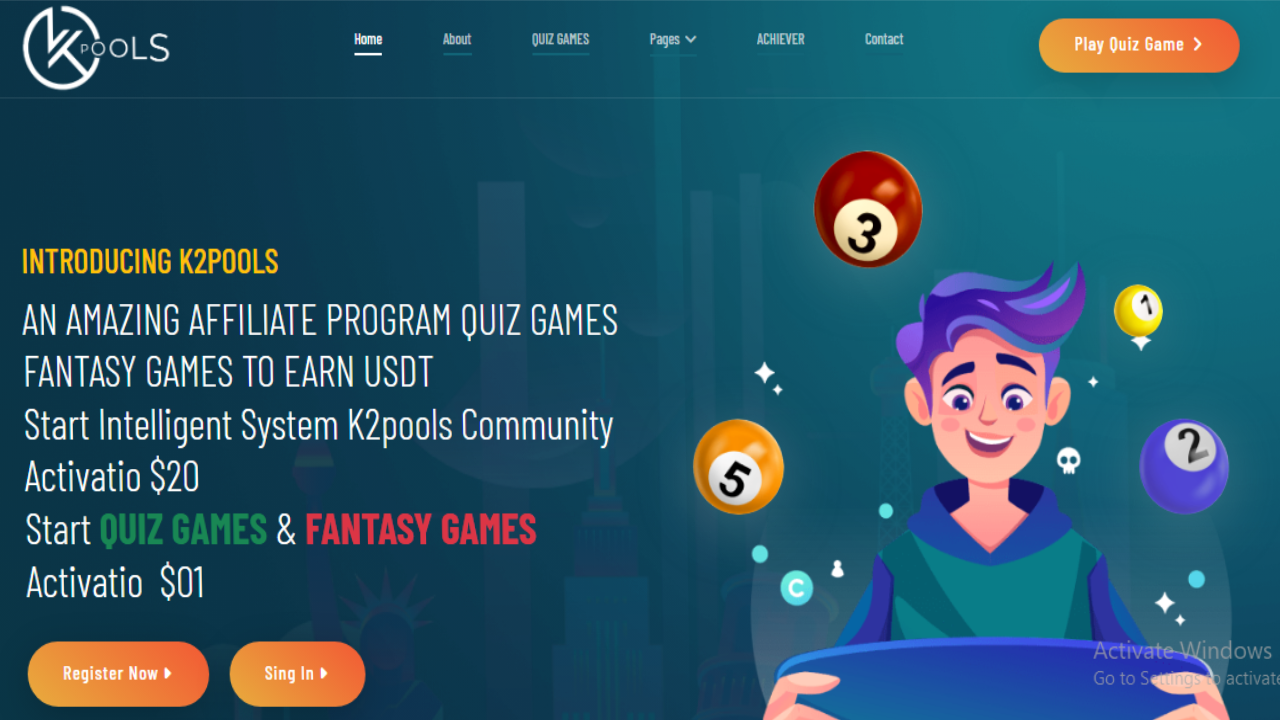 K POOLS
Home About QUIZ GAMES Pages ACHIEVER Contact
Play Quiz Game
INTRODUCING K2POOLS
AN AMAZING AFFILIATE PROGRAM QUIZ GAMES
FANTASY GAMES TO EARN USDT
Start Intelligent System K2pools Community
Activatio $20
Start QUIZ GAMES & FANTASY GAMES
Activatio $01
Register Now
Sing In
3
1
5
2
C
Activate Windows
Go to Settings to activate